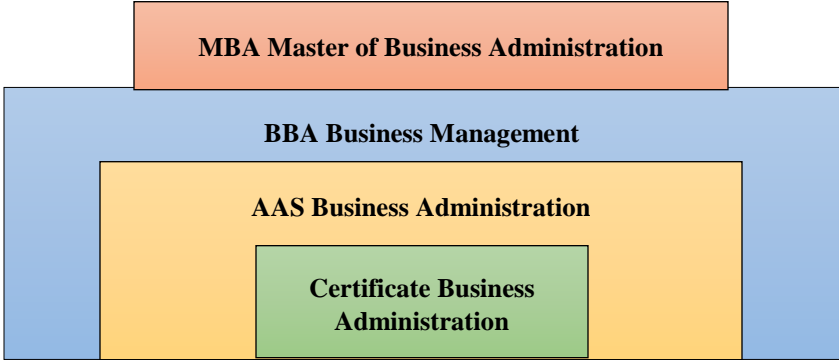 MBA Master of Business Administration
BBA Business Management
AAS Business Administration
Certificate Business
Administration